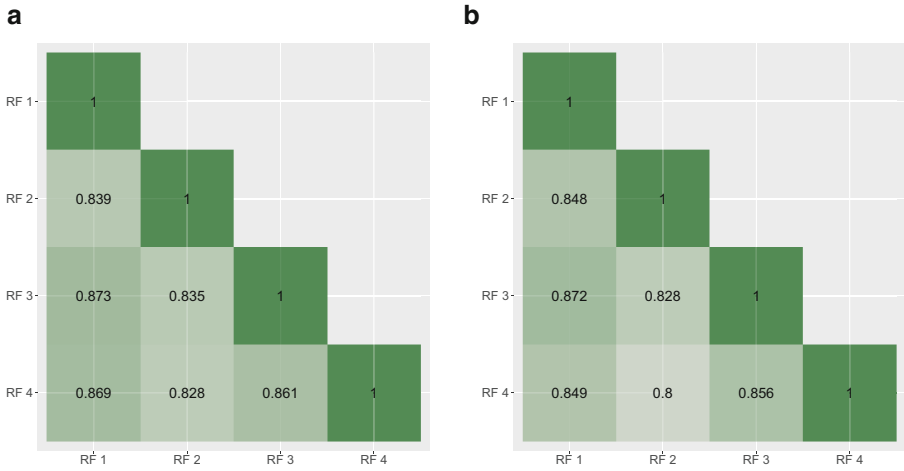 a
b
RF 1 1
RF 2 0.839 1
RF 3 0.873 0.835 1
RF 4 0.869 0.828 0.861 1
RF 1 RF 2 RF 3 RF 4
RF 1 1
RF 2 0.848 1
RF 3 0.872 0.828 1
RF 4 0.849 0.8 0.856 1
RF 1 RF 2 RF 3 RF 4